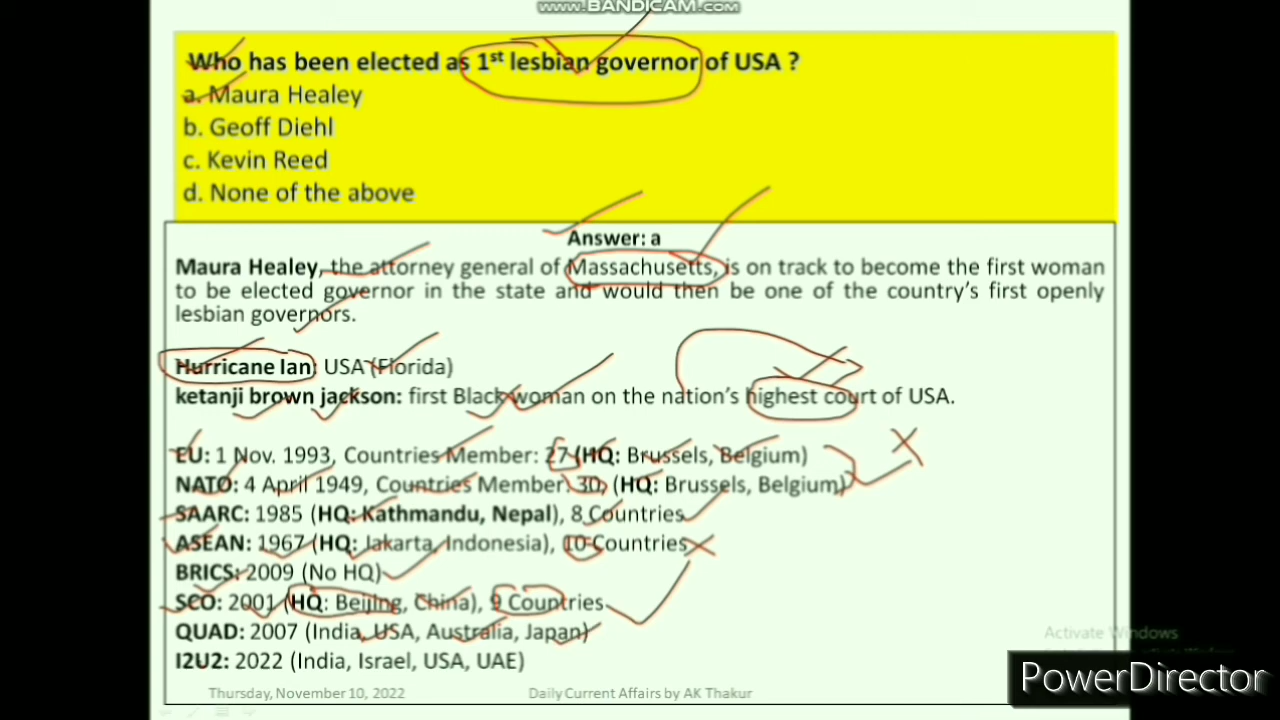 WWW.BANDICAM.COM
Who has been elected as 1st lesbian governor of USA ?
a. Maura Healey
b. Geoff Diehl
c. Kevin Reed
d. None of the above
Answer: a
Maura Healey, the attorney general of Massachusetts, is on track to become the first woman
to be elected governor in the state and would then be one of the country's first openly
lesbian governors.
Hurricane Ian: USA (Florida)
ketanji brown jackson: first Black woman on the nation's highest court of USA.
EU: 1 Nov. 1993, Countries Member: 27 (HQ: Brussels, Belgium)
NATO: 4 April 1949, Countries Member: 30, (HQ: Brussels, Belgium)
SAARC: 1985 (HQ: Kathmandu, Nepal), 8 Countries
ASEAN: 1967 (HQ: Jakarta, Indonesia), 10 Countries
BRICS: 2009 (No HQ)
SCO: 2001 (HQ: Beijing, China), 9 Countries
QUAD: 2007 (India, USA, Australia, Japan)
I2U2: 2022 (India, Israel, USA, UAE)
Activate Windows
Thursday, November 10, 2022 Daily Current Affairs by AK Thakur
PowerDirector